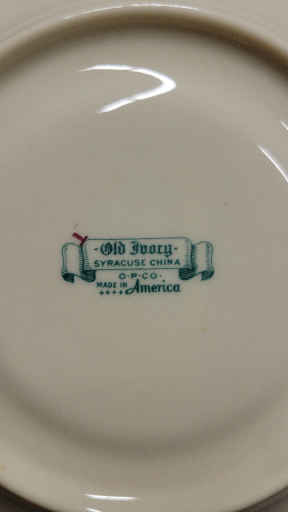 -Old Ivory-
SYRACUSE CHINA
O·P·CO·
MADE IN America